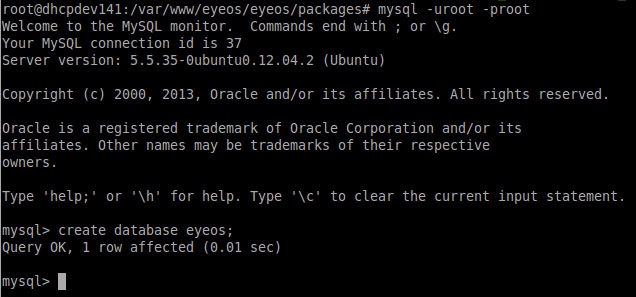 root@dhcpdev141:/var/www/eyeos/eyeos/packages# mysql -uroot -proot
Welcome to the MySQL monitor.  Commands end with ; or \g.
Your MySQL connection id is 37
Server version: 5.5.35-0ubuntu0.12.04.2 (Ubuntu)

Copyright (c) 2000, 2013, Oracle and/or its affiliates. All rights reserved.

Oracle is a registered trademark of Oracle Corporation and/or its
affiliates. Other names may be trademarks of their respective
owners.

Type 'help;' or '\h' for help. Type '\c' to clear the current input statement.

mysql> create database eyeos;
Query OK, 1 row affected (0.01 sec)

mysql>